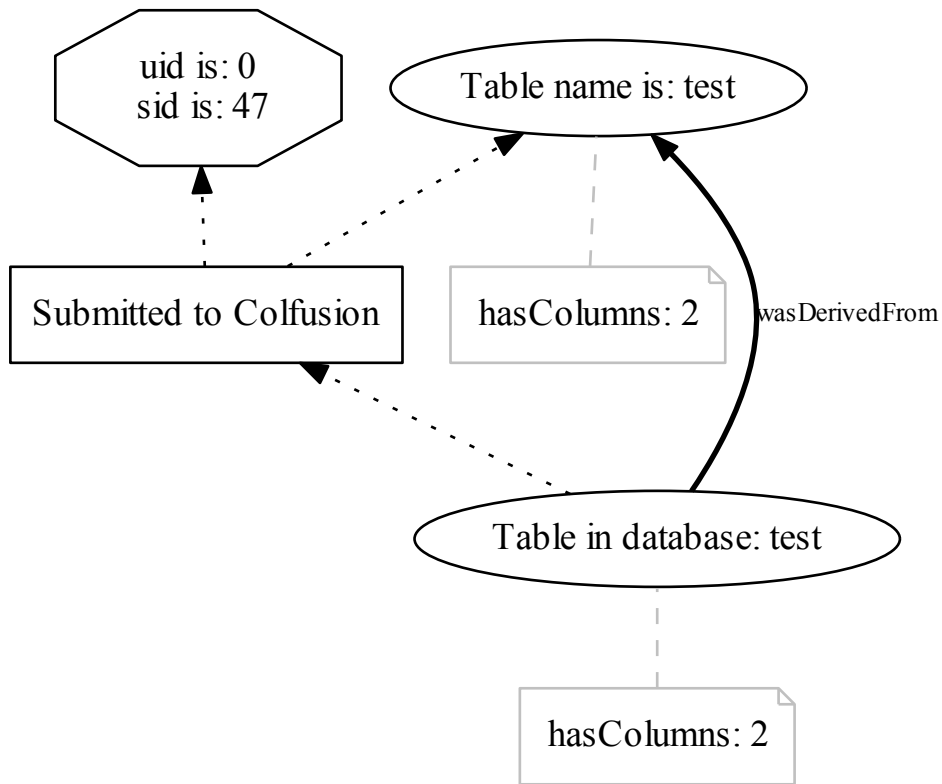 uid is: 0
sid is: 47
Table name is: test
Submitted to Colfusion
hasColumns: 2
wasDerivedFrom
Table in database: test
hasColumns: 2